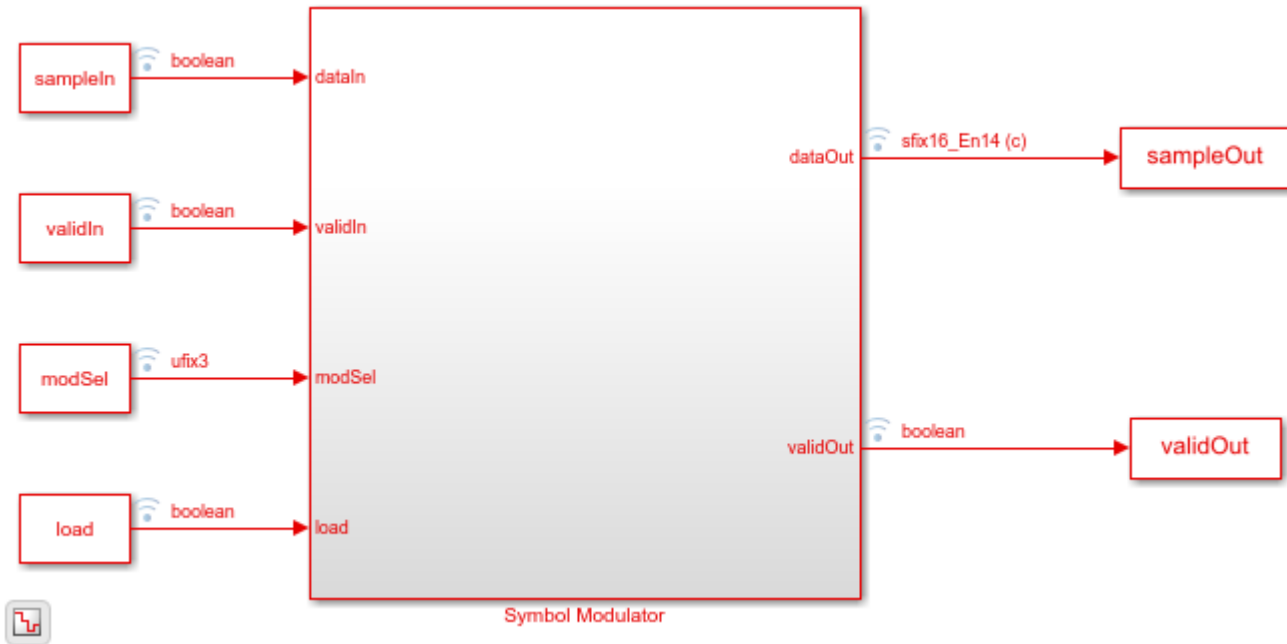 sampleIn
boolean
dataIn
dataOut
sfix16_En14 (c)
sampleOut
validIn
boolean
validIn
modSel
ufix3
modSel
validOut
boolean
validOut
load
boolean
load
Symbol Modulator